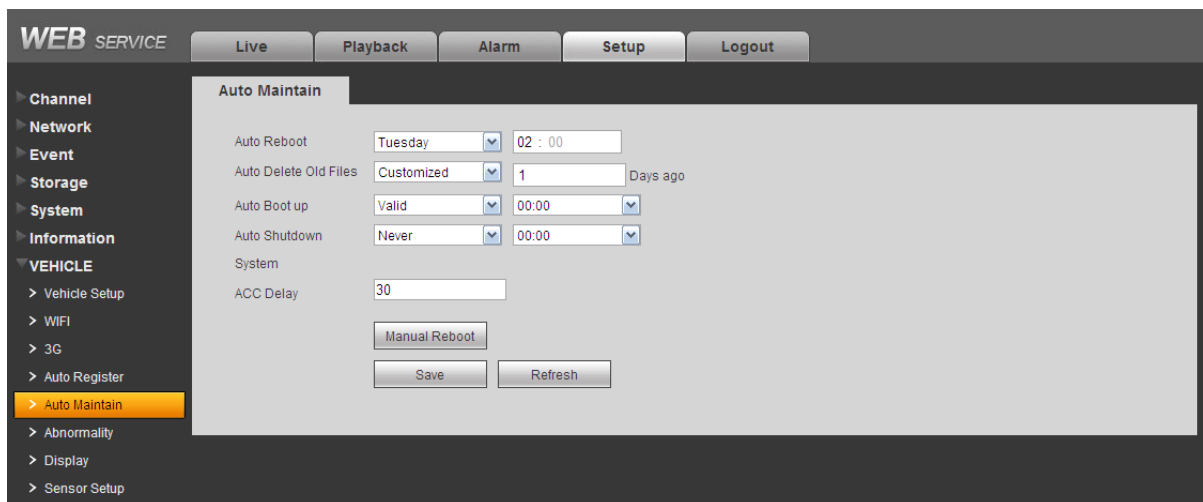 WEB SERVICE
Live Playback Alarm Setup Logout
Channel
Network
Event
Storage
System
Information
VEHICLE
> Vehicle Setup
> WIFI
> 3G
> Auto Register
> Auto Maintain
> Abnormality
> Display
> Sensor Setup
Auto Maintain
Auto Reboot Tuesday 02 : 00
Auto Delete Old Files Customized 1 Days ago
Auto Boot up Valid 00:00
Auto Shutdown Never 00:00
System
ACC Delay 30
Manual Reboot
Save Refresh